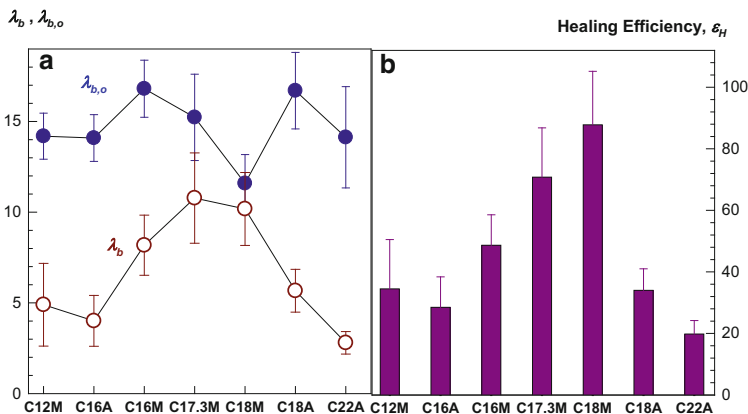 λb , λb,o
Healing Efficiency, εH
a
b
λb,o
λb
15
10
5
0
100
80
60
40
20
0
C12M C16A C16M C17.3M C18M C18A C22A
C12M C16A C16M C17.3M C18M C18A C22A